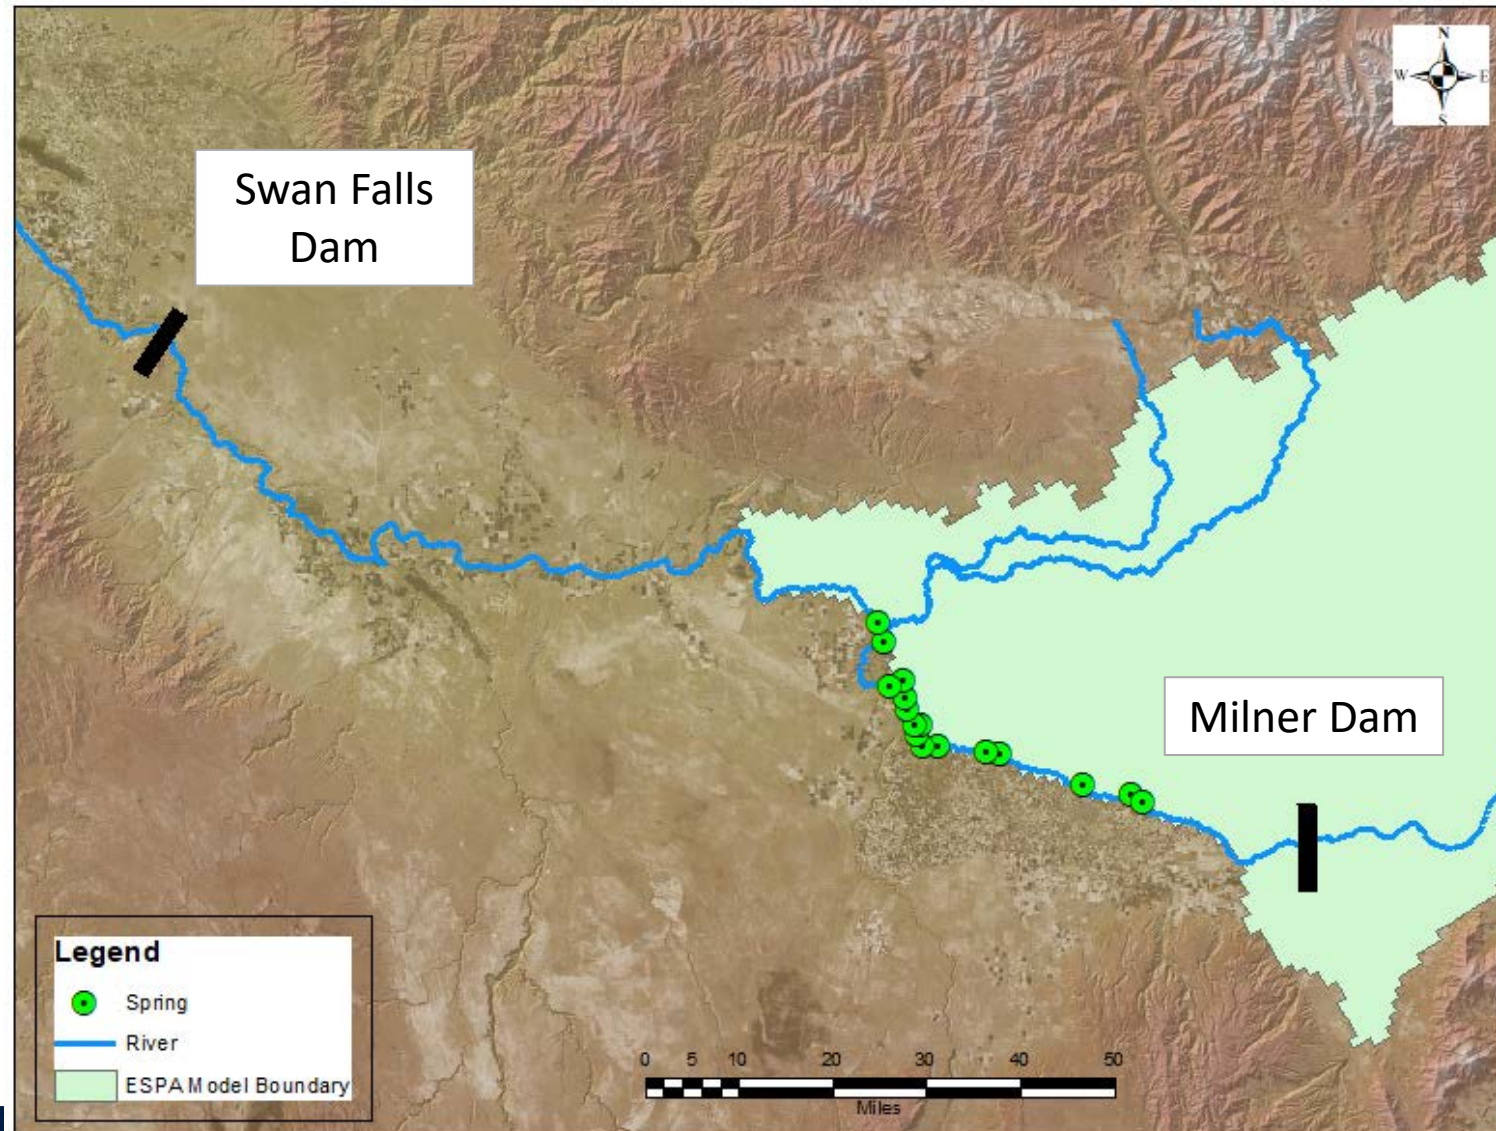 N
W E
S
Swan Falls
Dam
Milner Dam
Legend
Spring
River
ESPA Model Boundary
0 5 10 20 30 40 50
Miles